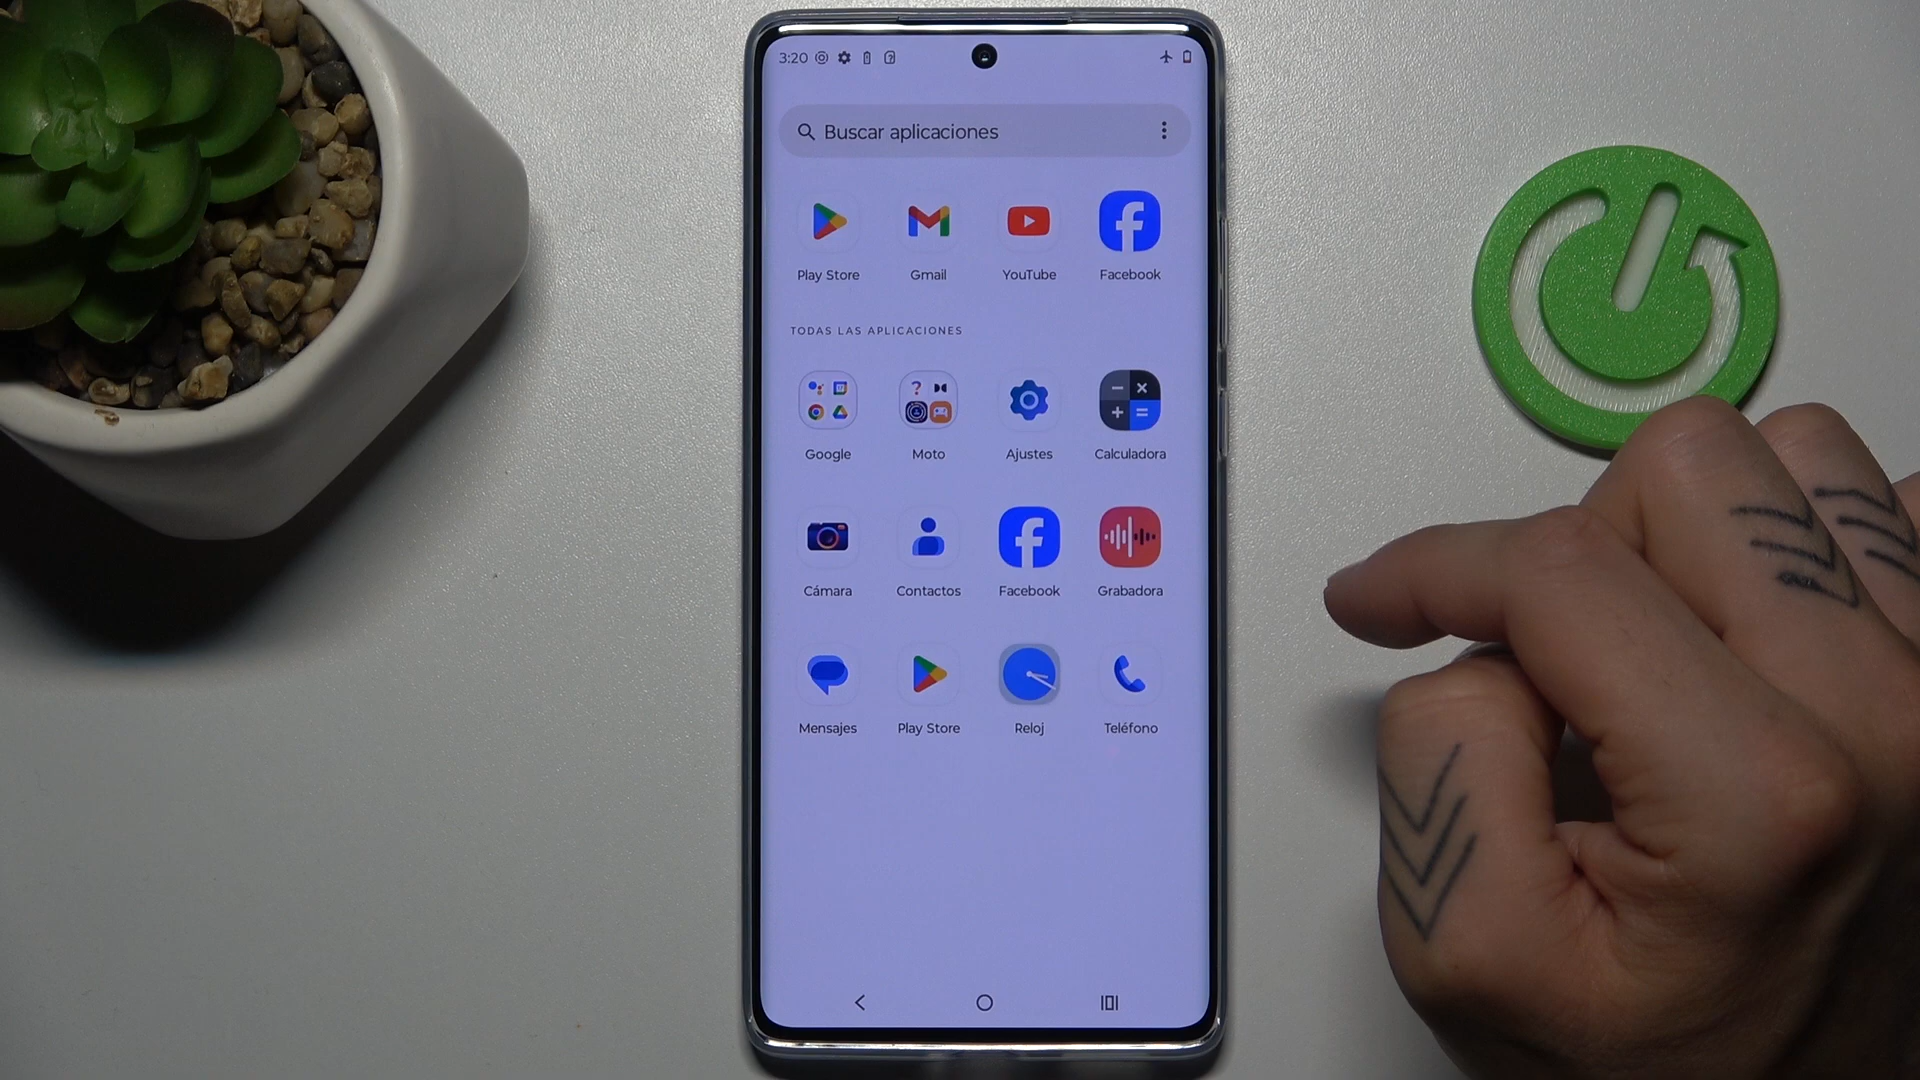 3:20
Buscar aplicaciones
Play Store Gmail YouTube Facebook
TODAS LAS APLICACIONES
Google Moto Ajustes Calculadora
Cámara Contactos Facebook Grabadora
Mensajes Play Store Reloj Teléfono